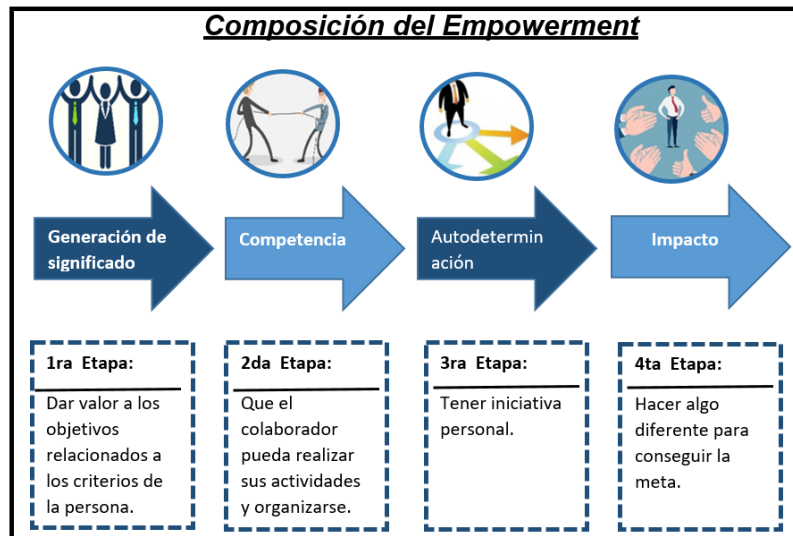 Composición del Empowerment
Generación de
significado
Competencia
Autodetermin
ación
Impacto
1ra Etapa:
Dar valor a los
objetivos
relacionados a
los criterios de
la persona.
2da Etapa:
Que el
colaborador
pueda realizar
sus actividades
y organizarse.
3ra Etapa:
Tener iniciativa
personal.
4ta Etapa:
Hacer algo
diferente para
conseguir la
meta.